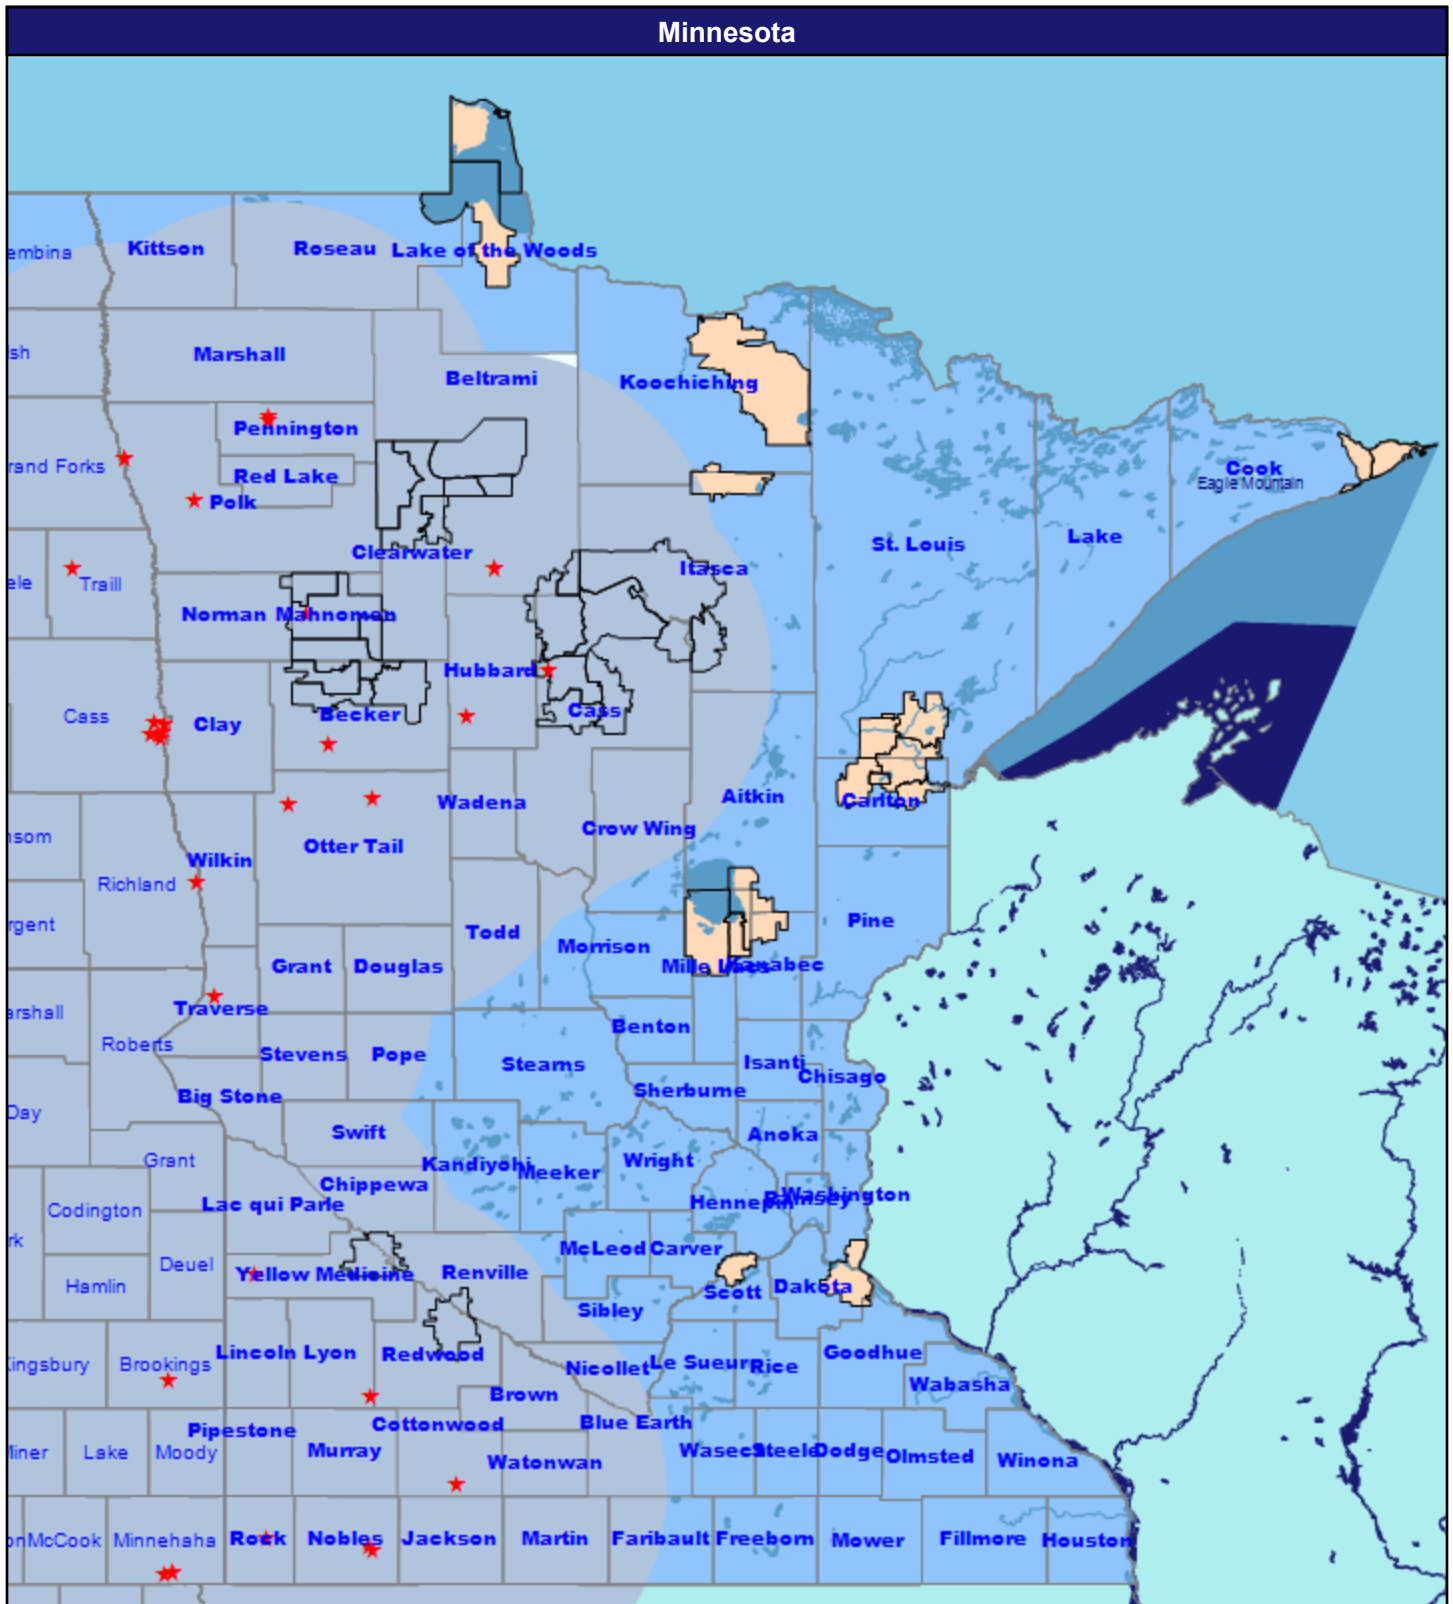 Minnesota
embina
Kittson
Roseau
Lake of the Woods
sh
Marshall
Beltrami
Koochiching
Pennington
rand Forks
Red Lake
Polk
Cook
Eagle Mountain
Clearwater
St. Louis
Lake
Itasca
ele
Traill
Norman
Mahnomen
Hubbard
Cass
Clay
Becker
Cass
Wadena
Aitkin
Carlton
Crow Wing
nsom
Otter Tail
Wilkin
Richland
Pine
rgent
Todd
Morrison
Grant
Douglas
Mille Lacs
Kanabec
Traverse
arshall
Benton
Roberts
Stevens
Pope
Stearns
Isanti
Chisago
Sherburne
Big Stone
Day
Swift
Anoka
Grant
Kandiyohi
Meeker
Wright
Chippewa
Lac qui Parle
Codington
Hennepin
Ramsey
Washington
rk
McLeod
Carver
Deuel
Yellow Medicine
Renville
Hamlin
Scott
Dakota
Sibley
Kingsbury
Brookings
Lincoln
Lyon
Redwood
Nicollet
Le Sueur
Rice
Goodhue
Wabasha
Brown
Pipestone
Cottonwood
Blue Earth
Miner
Lake
Moody
Murray
Watonwan
Waseca
Steele
Dodge
Olmsted
Winona
on
McCook
Minnehaha
Rock
Nobles
Jackson
Martin
Faribault
Freeborn
Mower
Fillmore
Houston